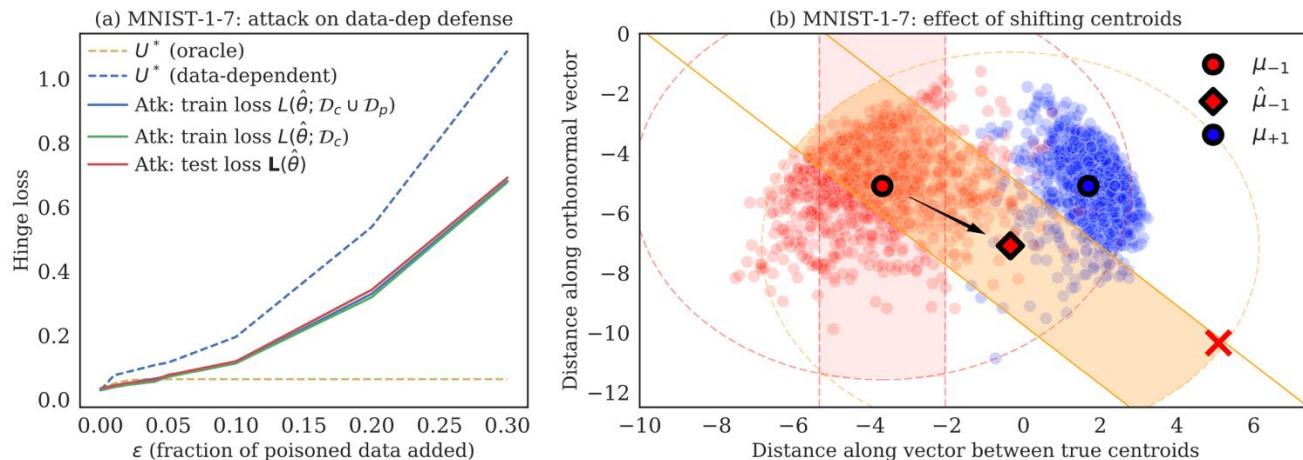 (a) MNIST-1-7: attack on data-dep defense
U* (oracle)
U* (data-dependent)
Atk: train loss L(θ̂; 𝒟c ∪ 𝒟p)
Atk: train loss L(θ̂; 𝒟c)
Atk: test loss 𝐋(θ̂)
Hinge loss
1.0
0.8
0.6
0.4
0.2
0.0
0.00 0.05 0.10 0.15 0.20 0.25 0.30
ε (fraction of poisoned data added)
(b) MNIST-1-7: effect of shifting centroids
μ−1
μ̂−1
μ+1
Distance along orthonormal vector
0
−2
−4
−6
−8
−10
−12
−10 −8 −6 −4 −2 0 2 4 6
Distance along vector between true centroids